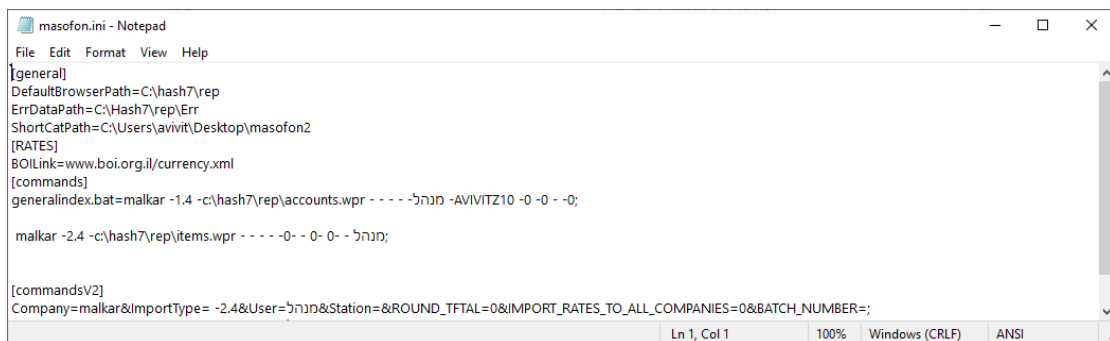 masofon.ini - Notepad
File Edit Format View Help
[general]
DefaultBrowserPath=C:\hash7\rep
ErrDataPath=C:\Hash7\rep\Err
ShortCatPath=C:\Users\avivit\Desktop\masofon2
[RATES]
BOILink=www.boi.org.il/currency.xml
[commands]
generalindex.bat=malkar -1.4 -c:\hash7\rep\accounts.wpr - - - - -מנהל -AVIVITZ10 -0 -0 - -0;
malkar -2.4 -c:\hash7\rep\items.wpr - - - - -0- - 0- 0- - מנהל;
[commandsV2]
Company=malkar&ImportType= -2.4&User=מנהל&Station=&ROUND_TFTAL=0&IMPORT_RATES_TO_ALL_COMPANIES=0&BATCH_NUMBER=;
Ln 1, Col 1 100% Windows (CRLF) ANSI